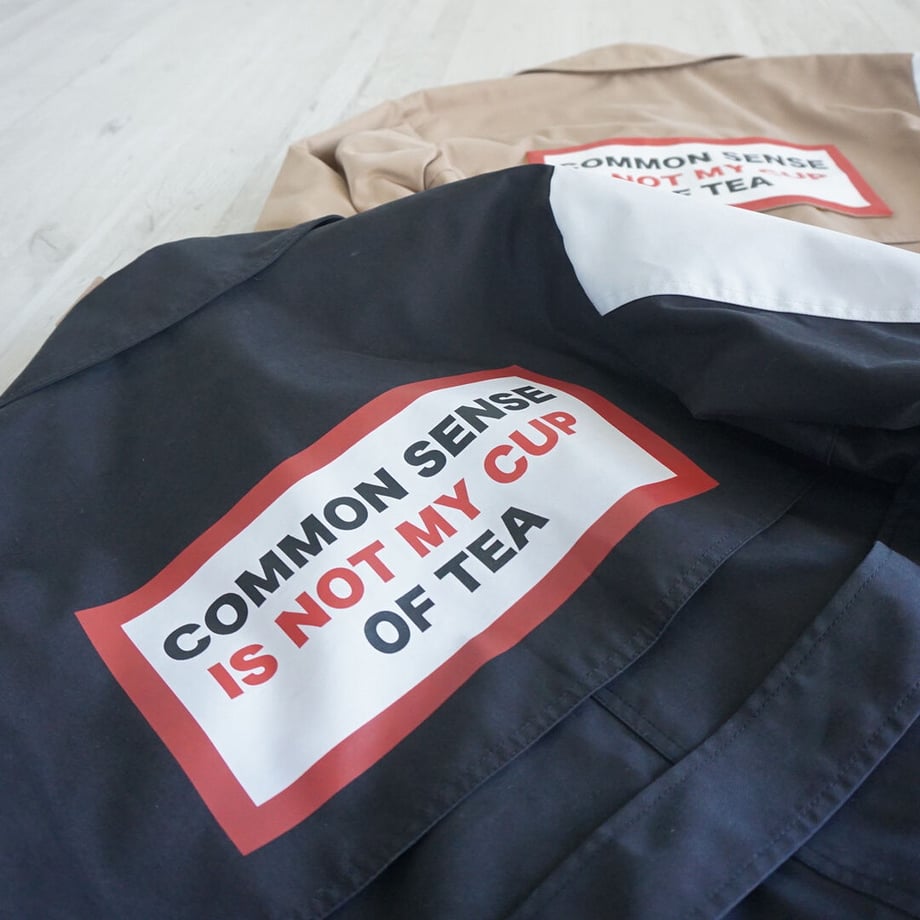 COMMON SENSE
IS NOT MY CUP
OF TEA
COMMON SENSE
NOT MY CUP
OF TEA